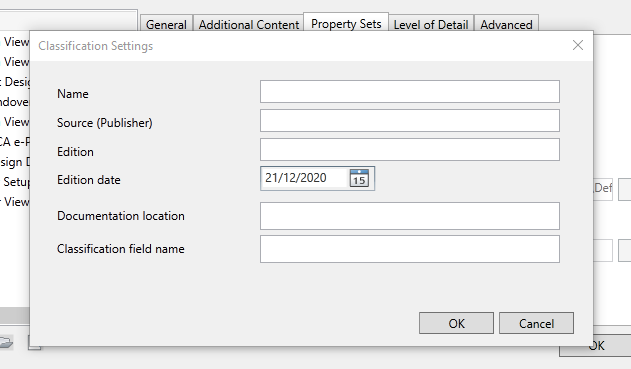 General Additional Content Property Sets Level of Detail Advanced
Classification Settings
View
View
Desig
ndover
View
CA e-P
sign D
Setup
View
Name
Source (Publisher)
Edition
Edition date 21/12/2020 15
Documentation location
Classification field name
Def
OK Cancel
OK